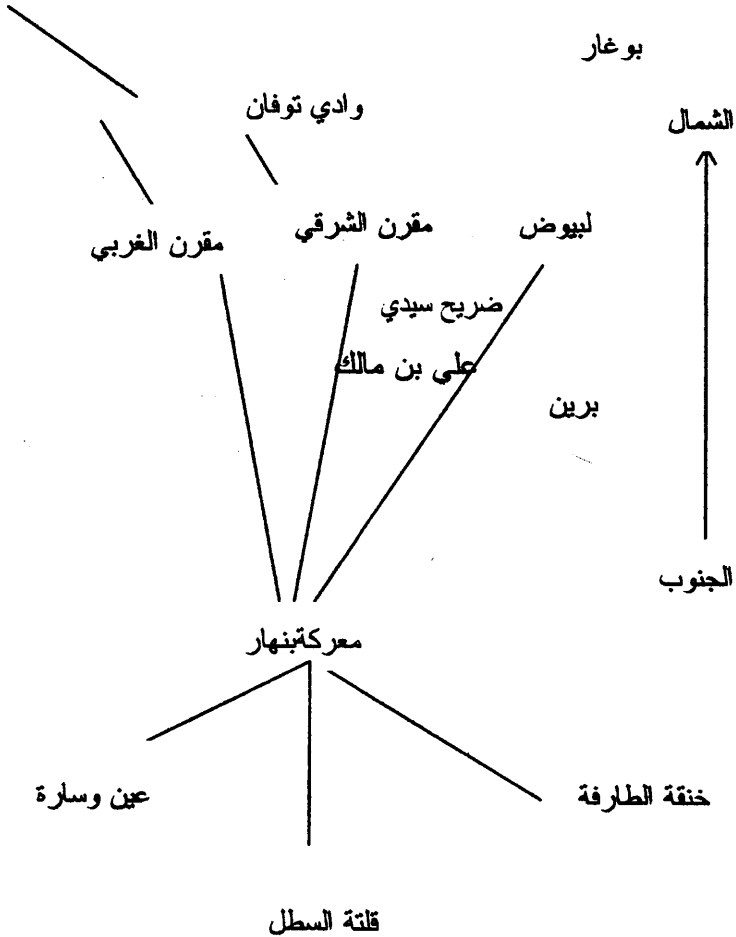 بوغار
وادي توفان
الشمال
لبيوض
مقرن الشرقي
مقرن الغربي
ضريح سيدي
علي بن مالك
برين
الجنوب
معركةبنهار
خنقة الطارفة
عين وسارة
قلتة السطل